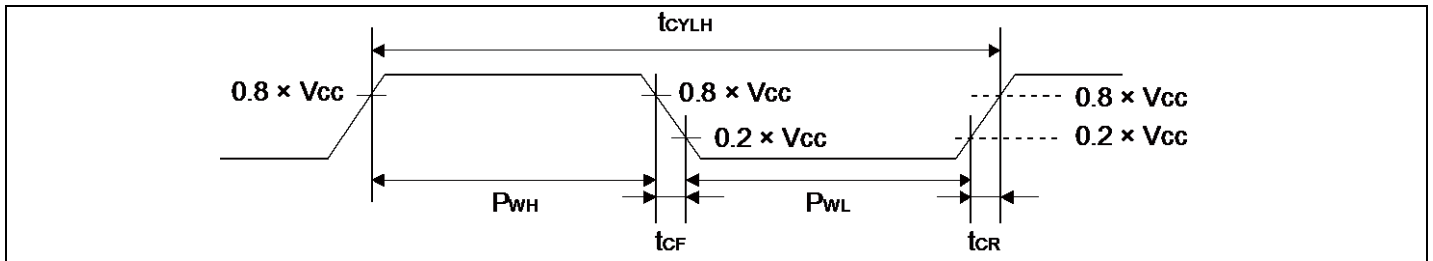 tCYLH
0.8 × Vcc
0.8 × Vcc
0.8 × Vcc
0.2 × Vcc
0.2 × Vcc
PWH
PWL
tCF
tCR